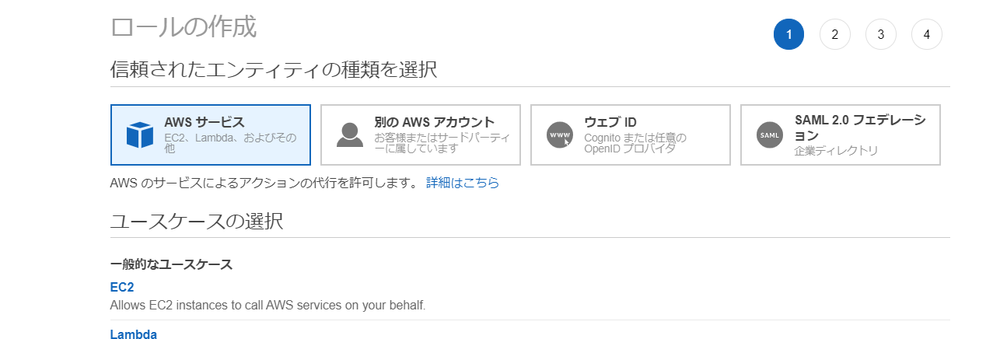 ロールの作成
1 2 3 4
信頼されたエンティティの種類を選択
AWS サービス
EC2、Lambda、およびその
他
別の AWS アカウント
お客様またはサードパーティ
ーに属しています
www
ウェブ ID
Cognito または任意の
OpenID プロバイダ
SAML
SAML 2.0 フェデレーシ
ョン
企業ディレクトリ
AWS のサービスによるアクションの代行を許可します。 詳細はこちら
ユースケースの選択
一般的なユースケース
EC2
Allows EC2 instances to call AWS services on your behalf.
Lambda